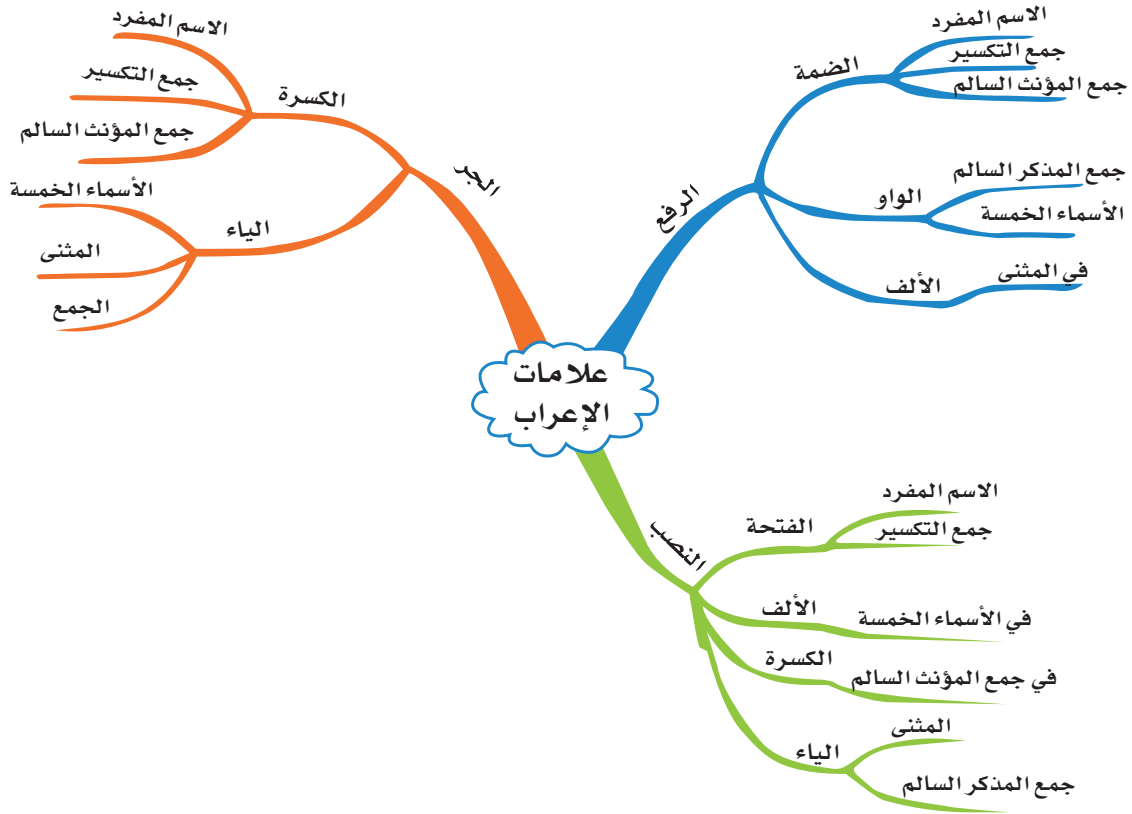 علامات
الإعراب
الرفع
الضمة
الاسم المفرد
جمع التكسير
جمع المؤنث السالم
الواو
جمع المذكر السالم
الأسماء الخمسة
الألف
في المثنى
النصب
الفتحة
الاسم المفرد
جمع التكسير
الألف
في الأسماء الخمسة
الكسرة
في جمع المؤنث السالم
الياء
المثنى
جمع المذكر السالم
الجر
الكسرة
الاسم المفرد
جمع التكسير
جمع المؤنث السالم
الياء
الأسماء الخمسة
المثنى
الجمع